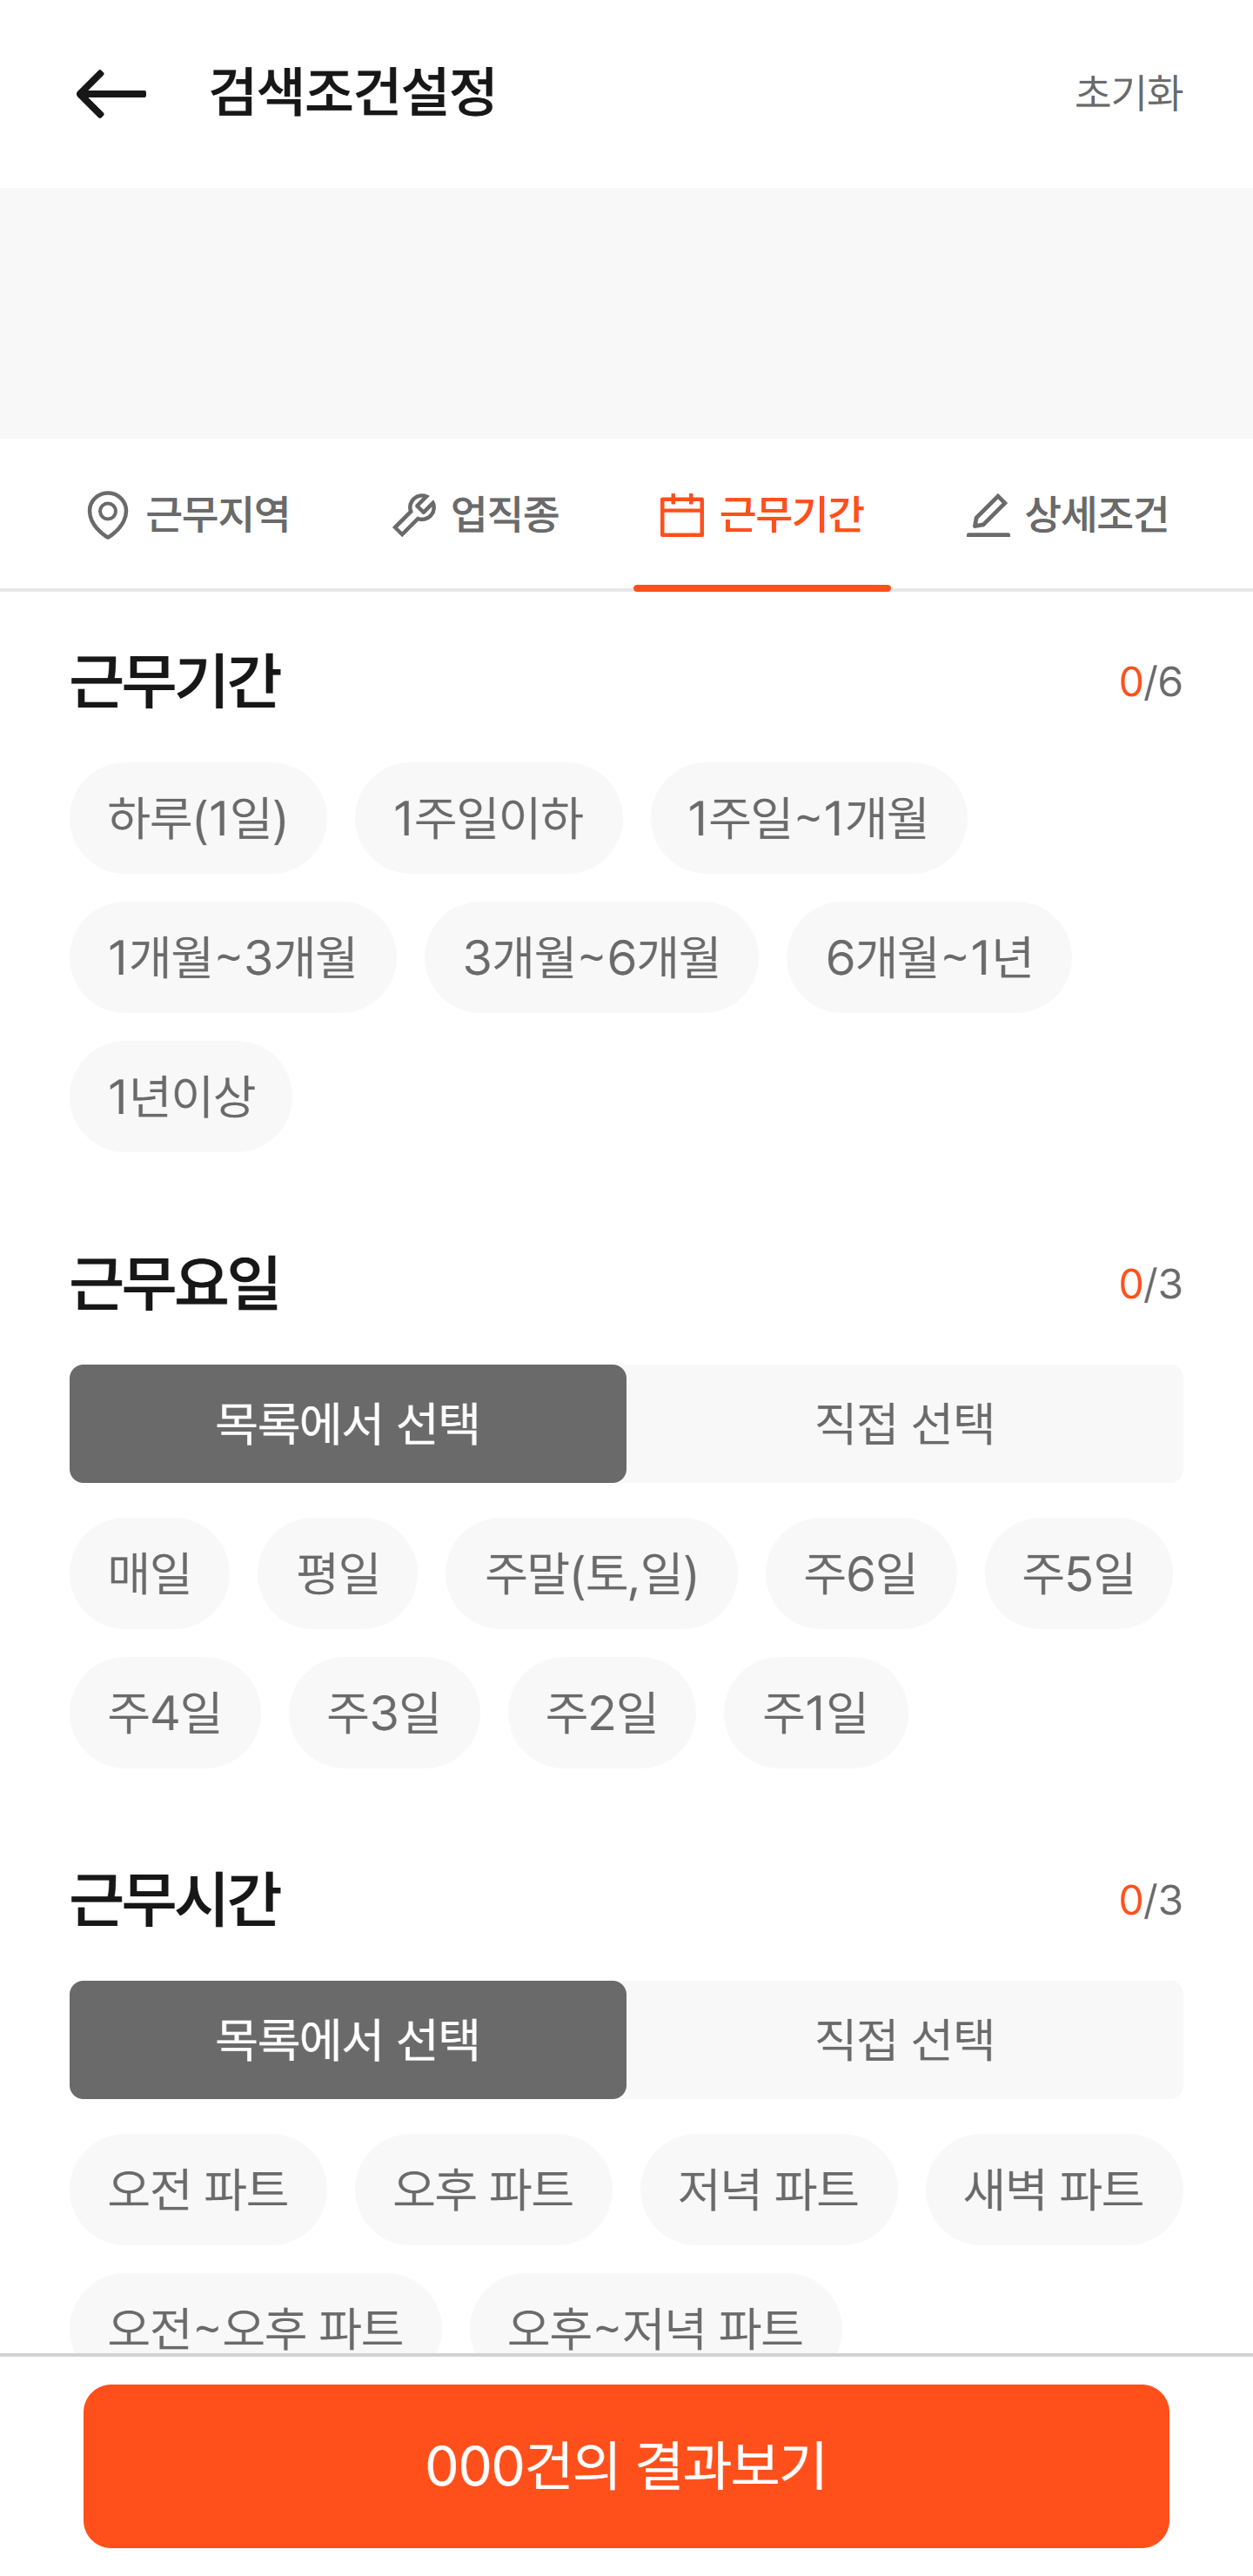 검색조건설정 초기화
근무지역 업직종 근무기간 상세조건
근무기간 0/6
하루(1일) 1주일이하 1주일~1개월
1개월~3개월 3개월~6개월 6개월~1년
1년이상
근무요일 0/3
목록에서 선택 직접 선택
매일 평일 주말(토,일) 주6일 주5일
주4일 주3일 주2일 주1일
근무시간 0/3
목록에서 선택 직접 선택
오전 파트 오후 파트 저녁 파트 새벽 파트
오전~오후 파트 오후~저녁 파트
000건의 결과보기